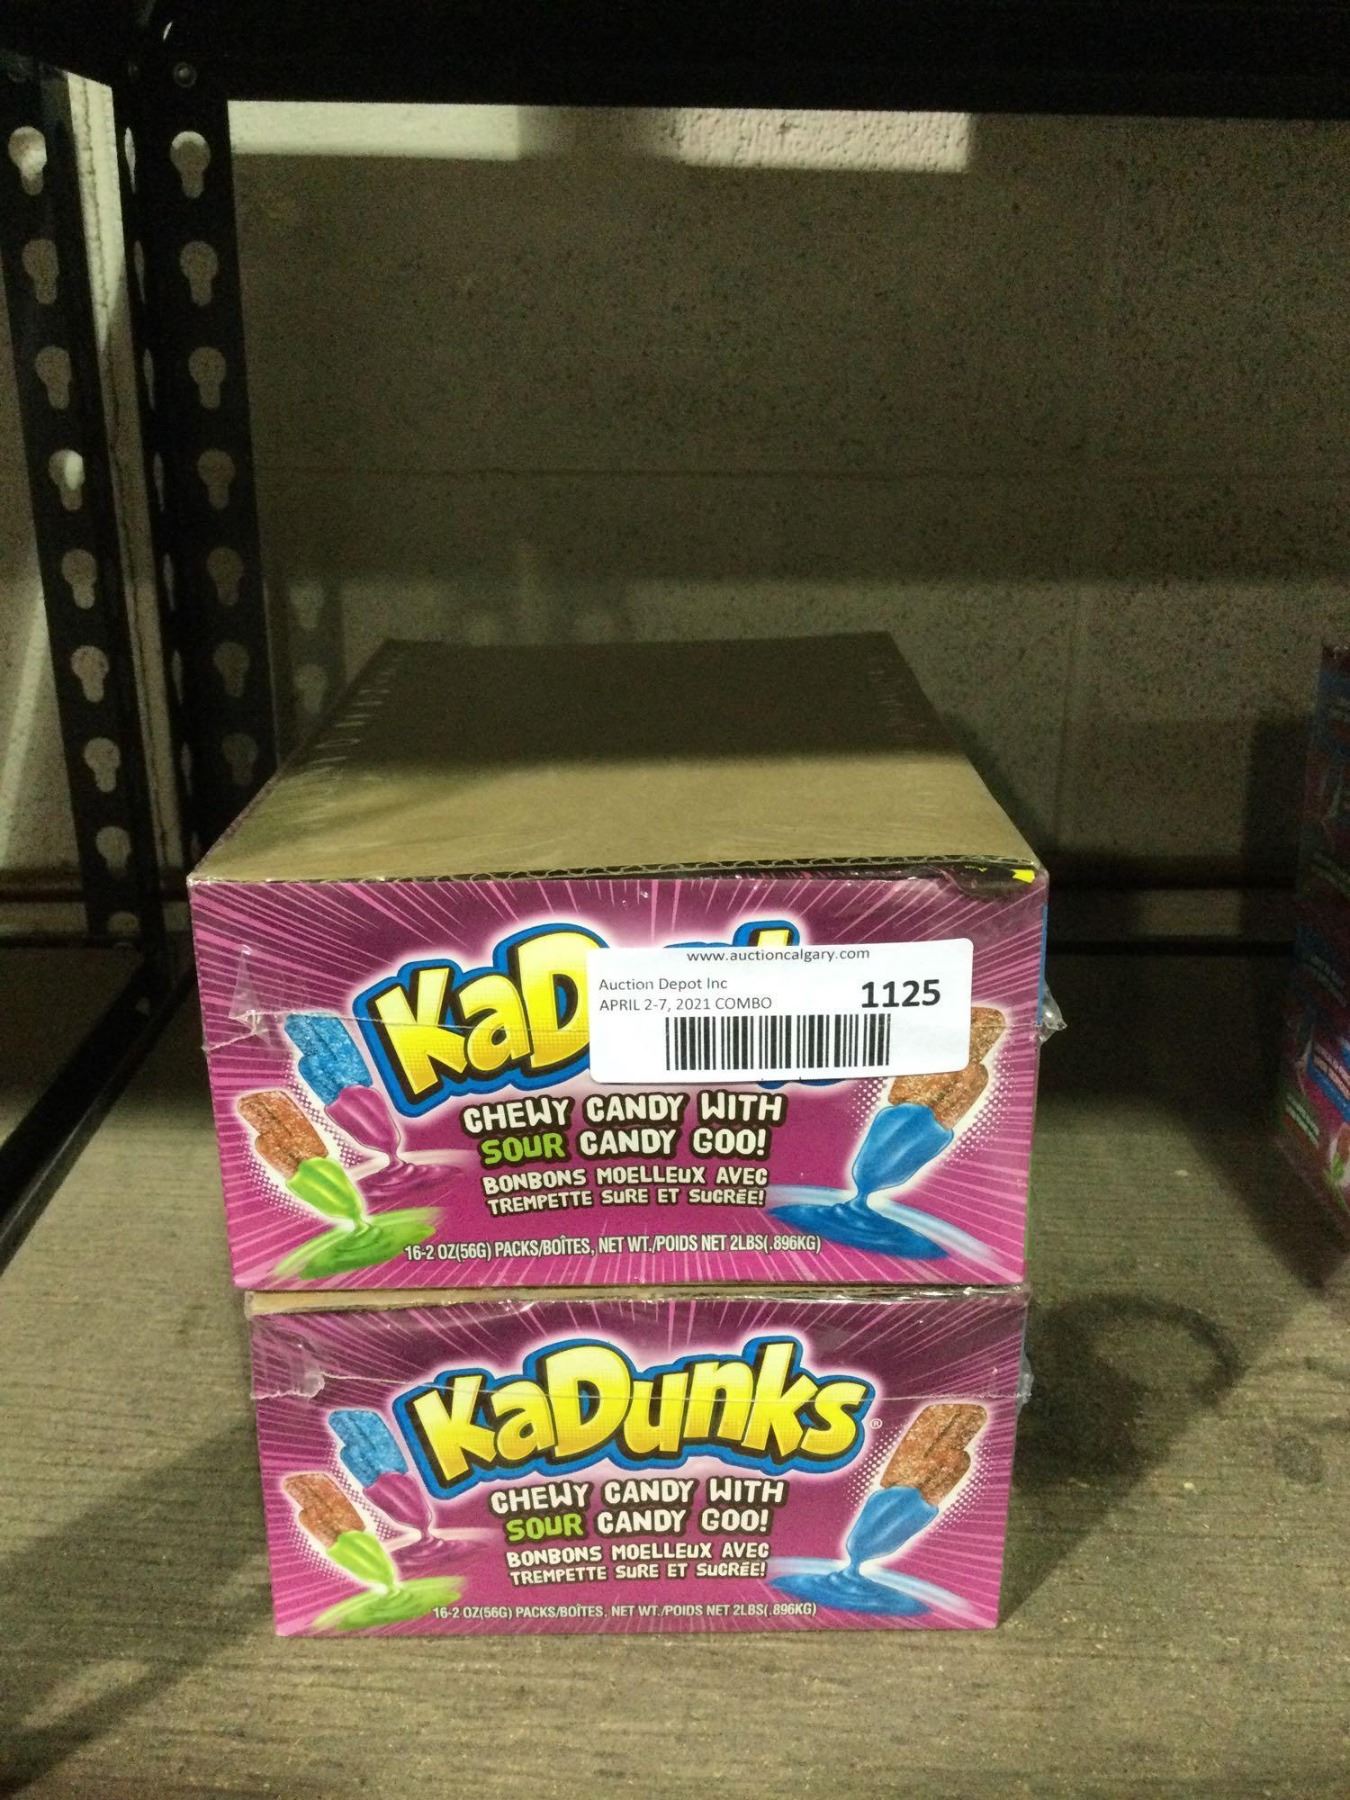 www.auctioncalgary.com
Auction Depot Inc
APRIL 2-7, 2021 COMBO
1125
KaD
CHEWY CANDY WITH
SOUR CANDY GOO!
BONBONS MOELLEUX AVEC
TREMPETTE SURE ET SUCRÉE!
16-2 OZ(56G) PACKS/BOÎTES, NET WT./POIDS NET 2LBS(.896KG)
KaDunks®
CHEWY CANDY WITH
SOUR CANDY GOO!
BONBONS MOELLEUX AVEC
TREMPETTE SURE ET SUCRÉE!
16-2 OZ(56G) PACKS/BOÎTES, NET WT./POIDS NET 2LBS(.896KG)